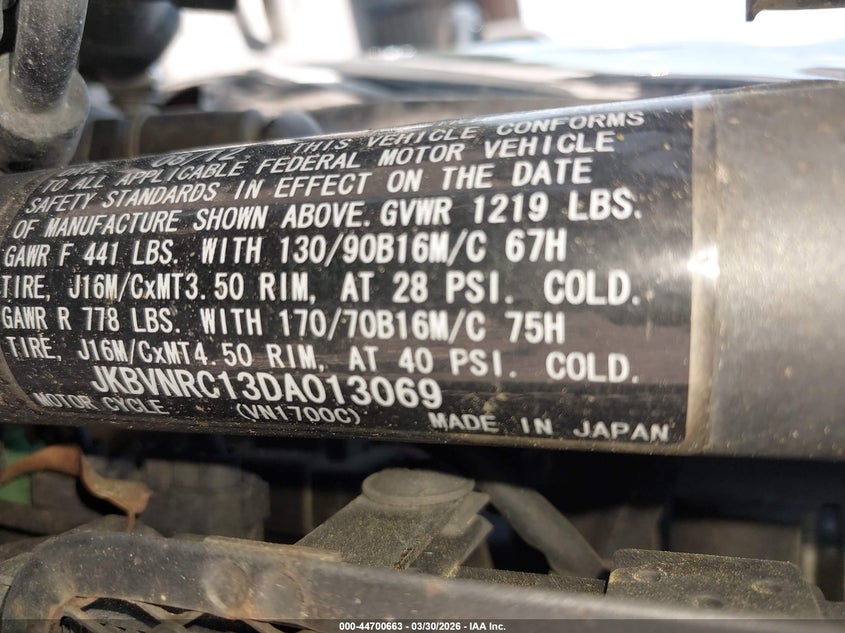 08/12 THIS VEHICLE CONFORMS
TO ALL APPLICABLE FEDERAL MOTOR VEHICLE
SAFETY STANDARDS IN EFFECT ON THE DATE
OF MANUFACTURE SHOWN ABOVE. GVWR 1219 LBS.
GAWR F 441 LBS. WITH 130/90B16M/C 67H
TIRE, J16M/CxMT3.50 RIM, AT 28 PSI. COLD.
GAWR R 778 LBS. WITH 170/70B16M/C 75H
TIRE, J16M/CxMT4.50 RIM, AT 40 PSI. COLD.
JKBVNRC13DA013069
MOTOR CYCLE (VN1700C) MADE IN JAPAN
000-44700663 - 03/30/2026 - IAA Inc.